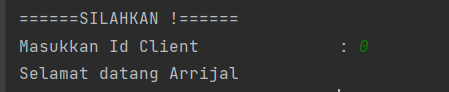 ======SILAHKAN !======
Masukkan Id Client : 0
Selamat datang Arrijal